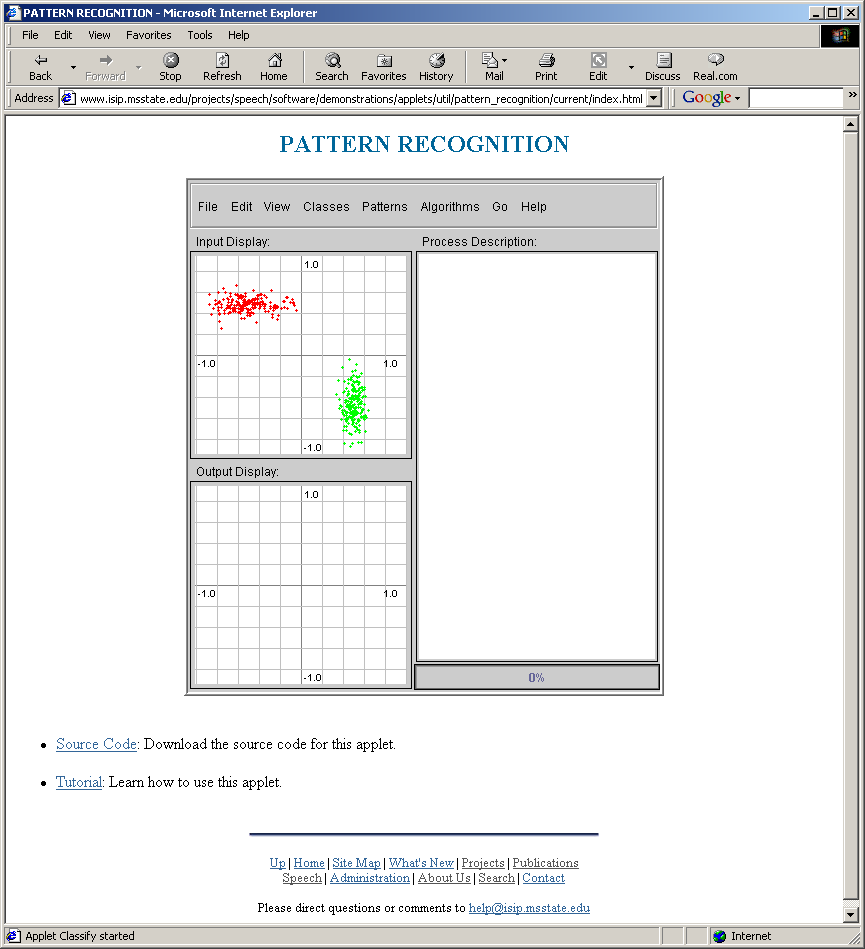 PATTERN RECOGNITION - Microsoft Internet Explorer
File Edit View Favorites Tools Help
Back Forward Stop Refresh Home Search Favorites History Mail Print Edit Discuss Real.com
Address www.isip.msstate.edu/projects/speech/software/demonstrations/applets/util/pattern_recognition/current/index.html Google »
PATTERN RECOGNITION
File Edit View Classes Patterns Algorithms Go Help
Input Display: Process Description:
1.0
-1.0 1.0
-1.0
Output Display:
1.0
-1.0 1.0
-1.0
0%
• Source Code: Download the source code for this applet.
• Tutorial: Learn how to use this applet.
Up | Home | Site Map | What's New | Projects | Publications
Speech | Administration | About Us | Search | Contact
Please direct questions or comments to help@isip.msstate.edu
Applet Classify started Internet